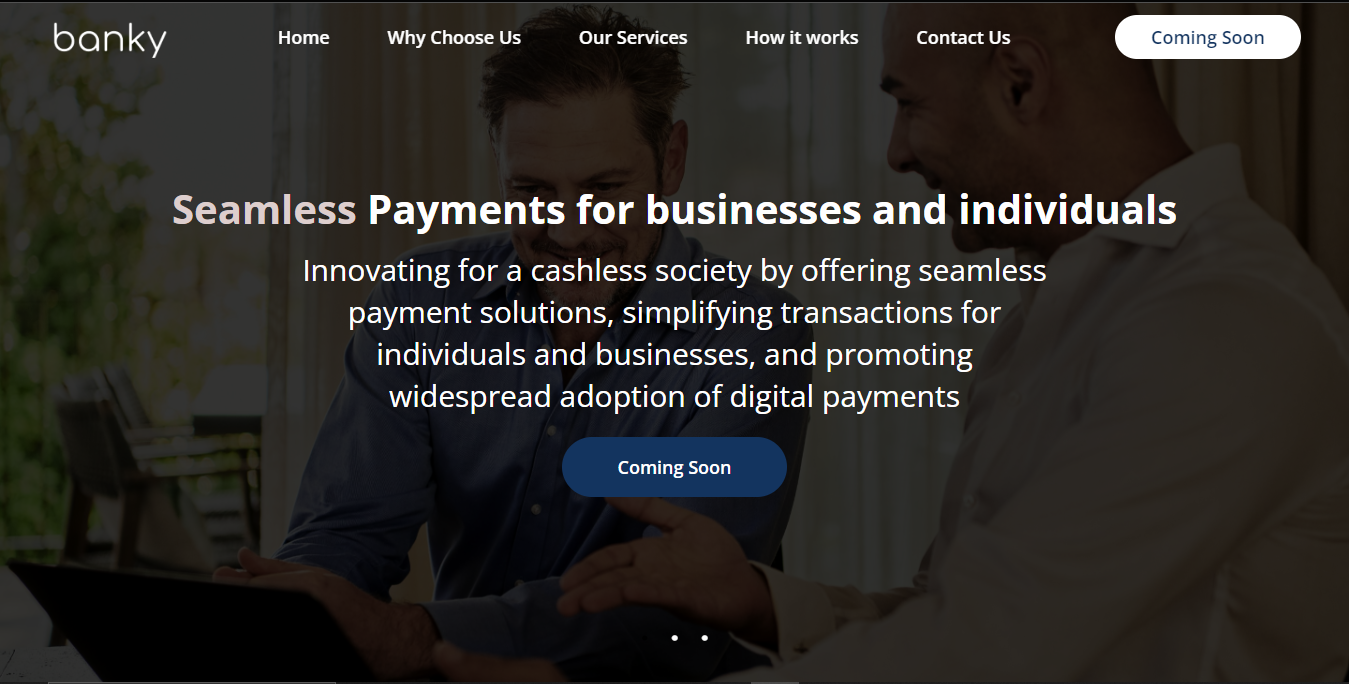 banky
Home
Why Choose Us
Our Services
How it works
Contact Us
Coming Soon
Seamless Payments for businesses and individuals
Innovating for a cashless society by offering seamless
payment solutions, simplifying transactions for
individuals and businesses, and promoting
widespread adoption of digital payments
Coming Soon